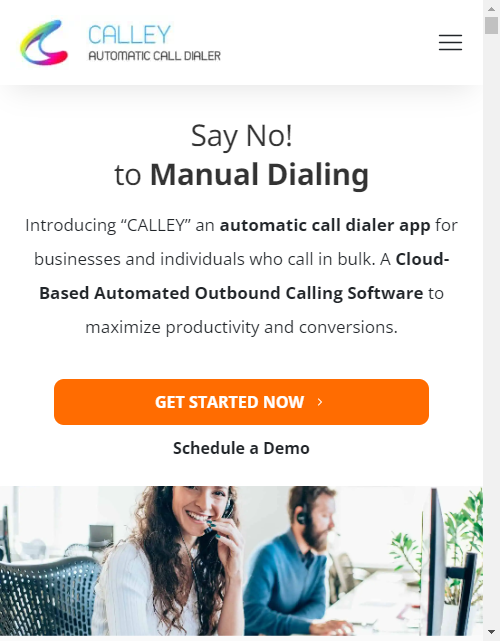 CALLEY
AUTOMATIC CALL DIALER
Say No!
to Manual Dialing
Introducing “CALLEY” an automatic call dialer app for
businesses and individuals who call in bulk. A Cloud-
Based Automated Outbound Calling Software to
maximize productivity and conversions.
GET STARTED NOW
Schedule a Demo